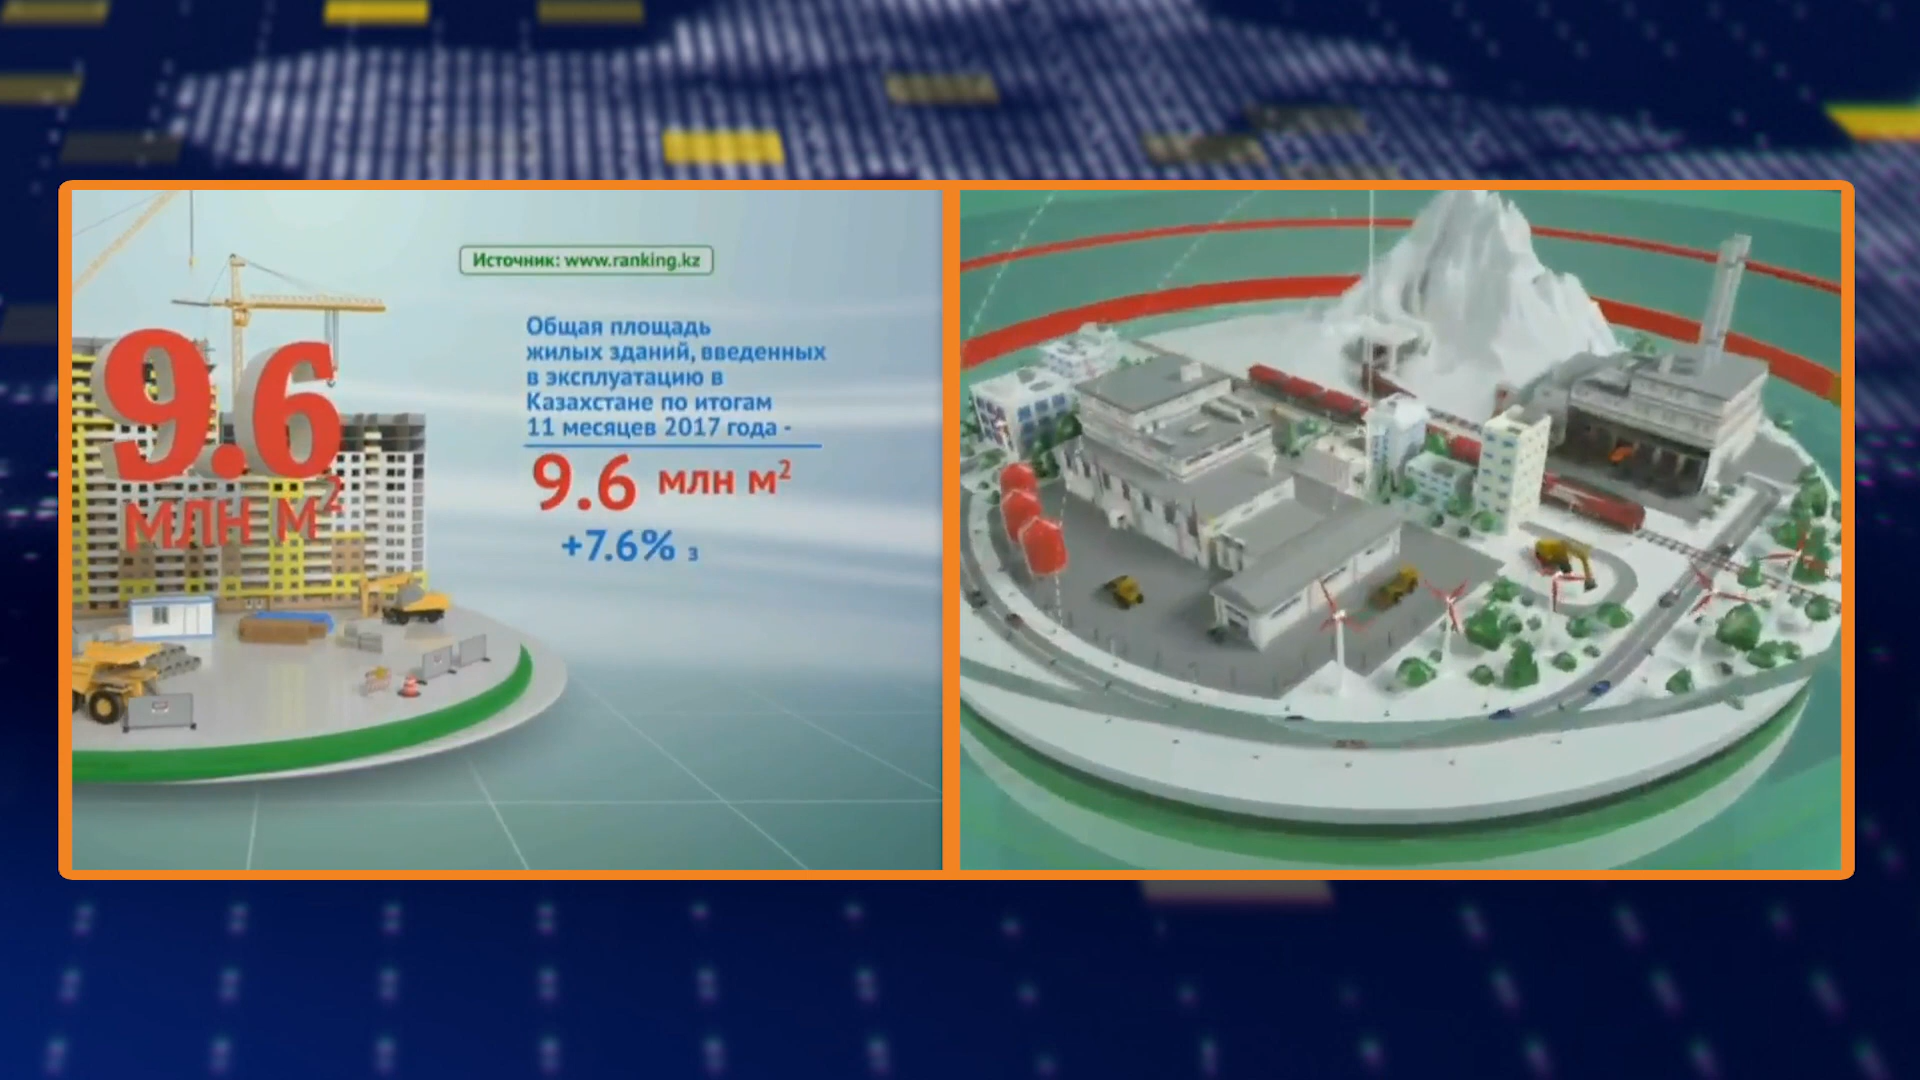 Источник: www.ranking.kz
Общая площадь
жилых зданий, введенных
в эксплуатацию в
Казахстане по итогам
11 месяцев 2017 года -
9.6 млн м²
+7.6% з
9.6
млн м²